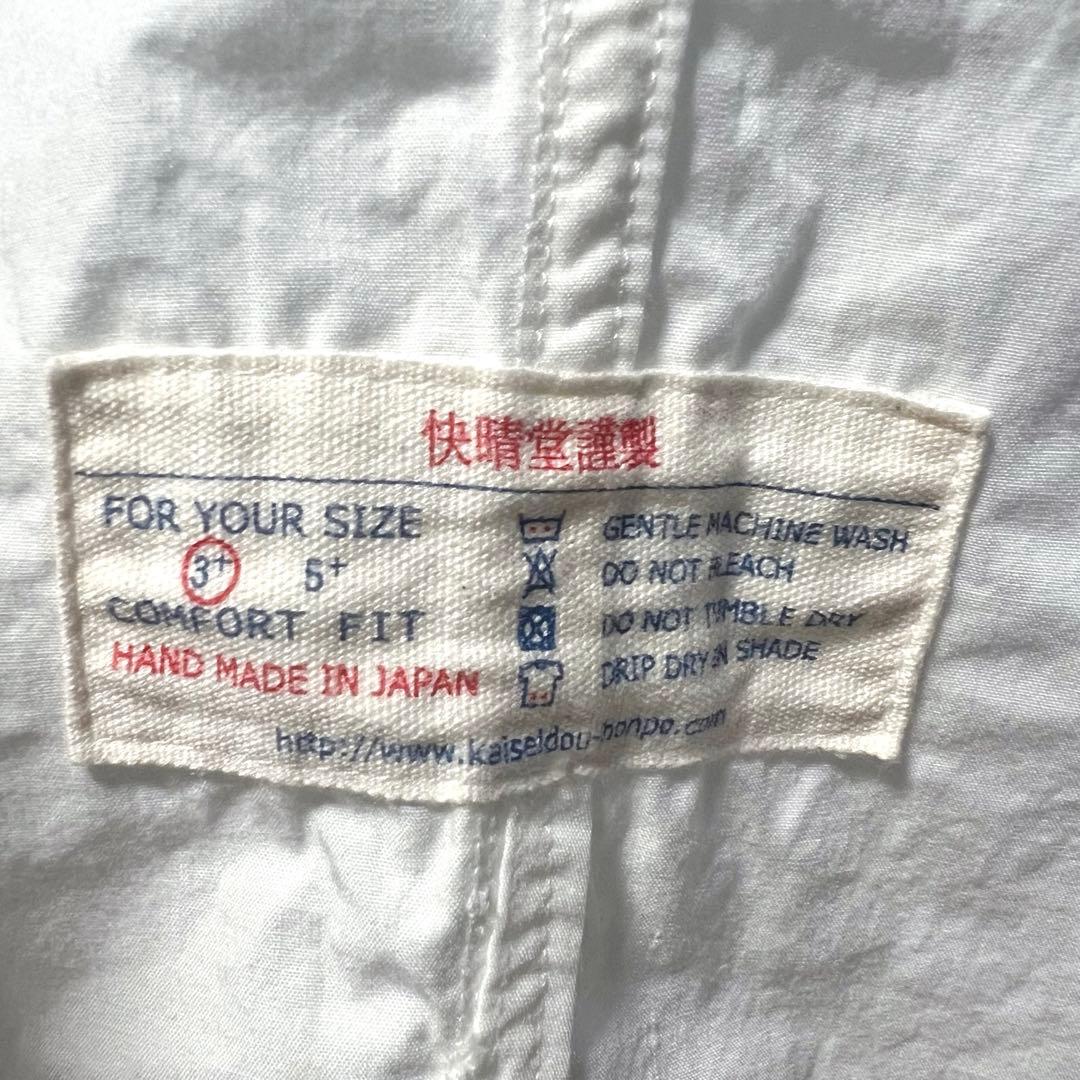 快晴堂謹製
FOR YOUR SIZE
3+ 5+
COMFORT FIT
HAND MADE IN JAPAN
GENTLE MACHINE WASH
DO NOT BLEACH
DO NOT TUMBLE DRY
DRIP DRY IN SHADE
http://www.kaiseidou-honpo.com